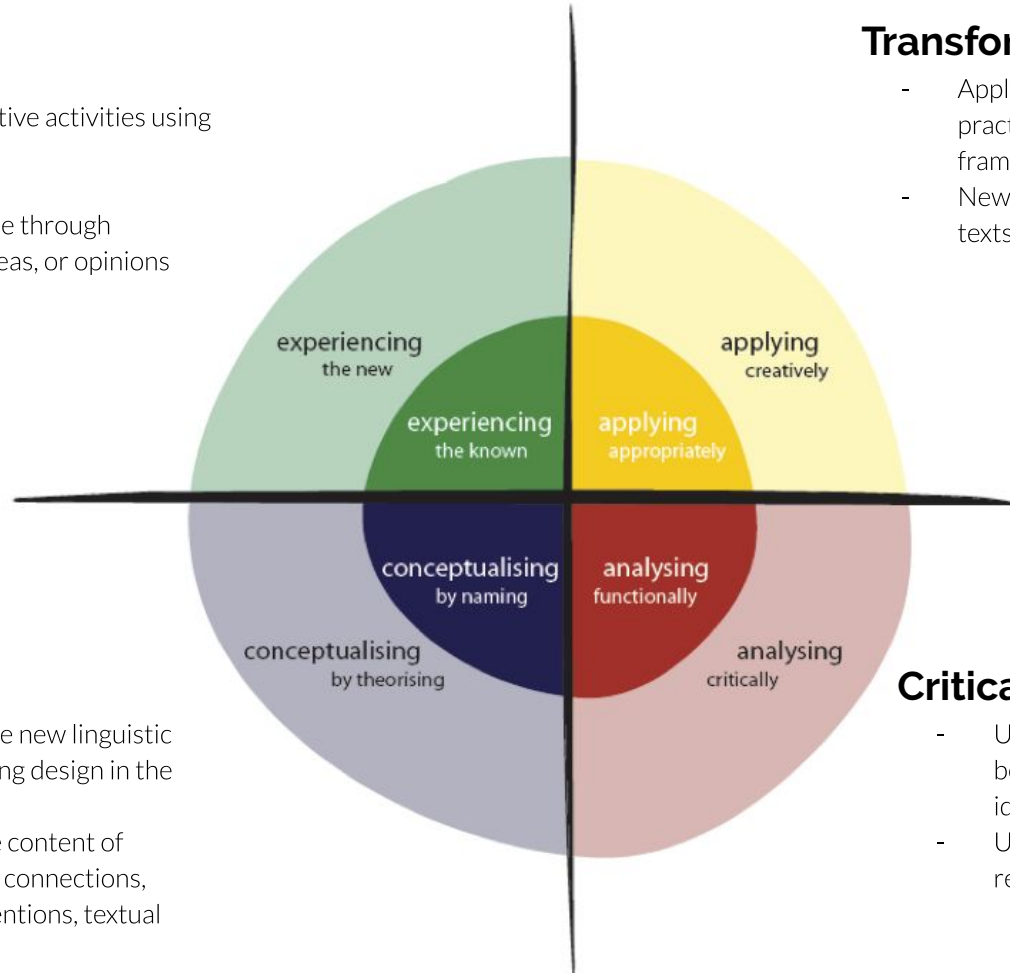 Transfor
- Appl
pract
fram
- New
texts
tive activities using
e through
eas, or opinions
experiencing
the new
experiencing
the known
applying
appropriately
applying
creatively
conceptualising
by naming
conceptualising
by theorising
analysing
functionally
analysing
critically
e new linguistic
ng design in the
e content of
connections,
entions, textual
Critica
- U
- U
re